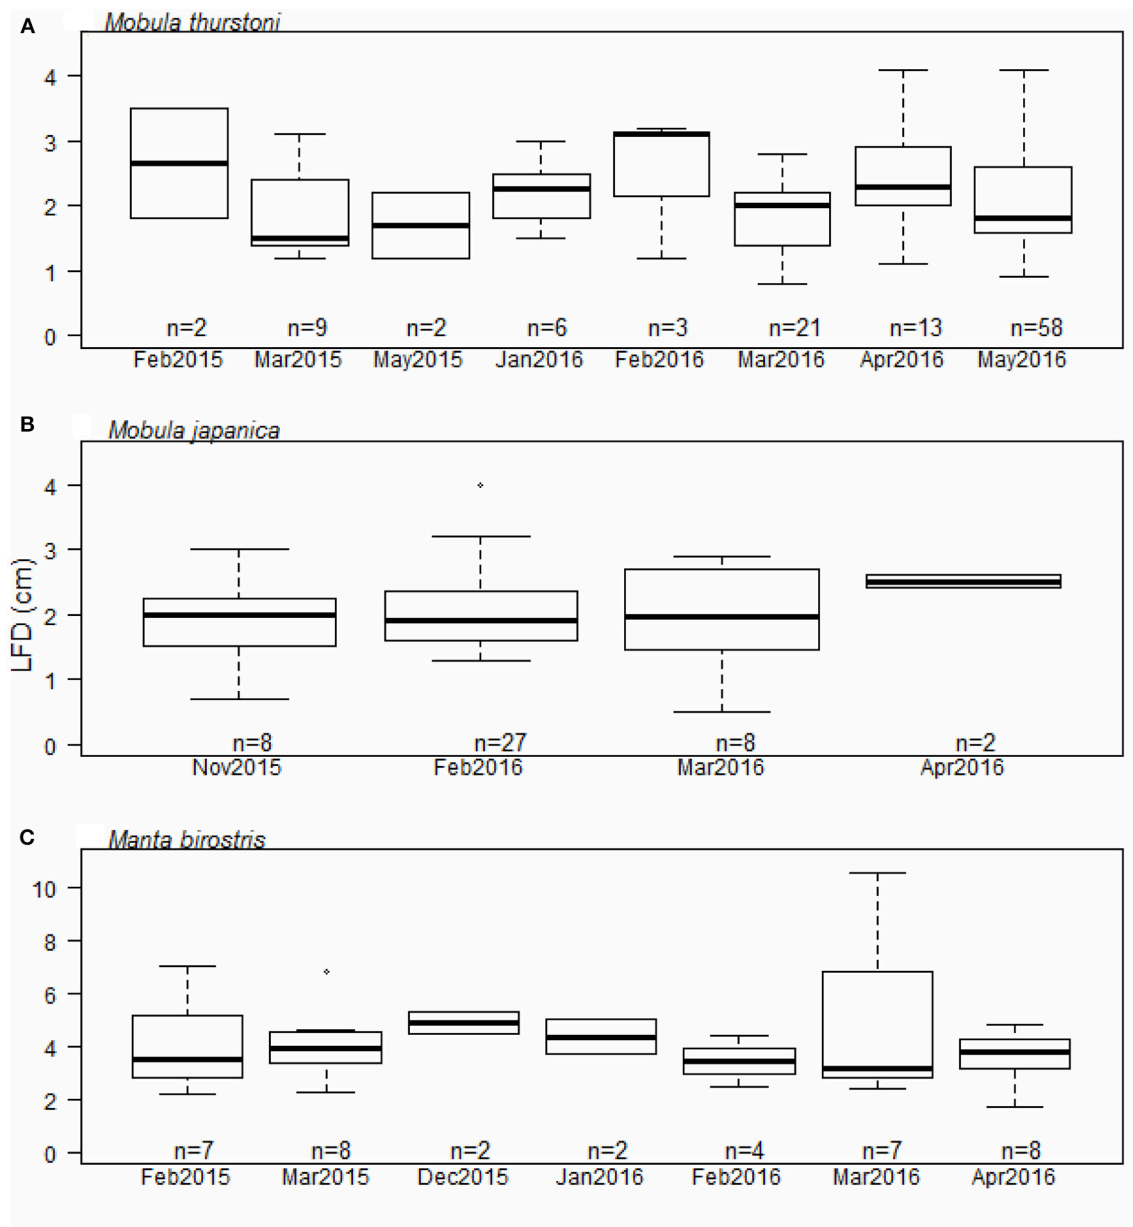 A
Mobula thurstoni
4
3
2
1
0
n=2 n=9 n=2 n=6 n=3 n=21 n=13 n=58
Feb2015 Mar2015 May2015 Jan2016 Feb2016 Mar2016 Apr2016 May2016
B
Mobula japanica
4
3
2
1
0
LFD (cm)
n=8 n=27 n=8 n=2
Nov2015 Feb2016 Mar2016 Apr2016
C
Manta birostris
10
8
6
4
2
0
n=7 n=8 n=2 n=2 n=4 n=7 n=8
Feb2015 Mar2015 Dec2015 Jan2016 Feb2016 Mar2016 Apr2016